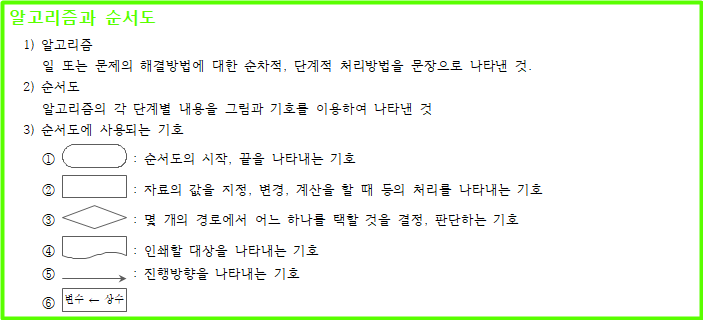 알고리즘과 순서도
1) 알고리즘
일 또는 문제의 해결방법에 대한 순차적, 단계적 처리방법을 문장으로 나타낸 것.
2) 순서도
알고리즘의 각 단계별 내용을 그림과 기호를 이용하여 나타낸 것
3) 순서도에 사용되는 기호
① : 순서도의 시작, 끝을 나타내는 기호
② : 자료의 값을 지정, 변경, 계산을 할 때 등의 처리를 나타내는 기호
③ : 몇 개의 경로에서 어느 하나를 택할 것을 결정, 판단하는 기호
④ : 인쇄할 대상을 나타내는 기호
⑤ : 진행방향을 나타내는 기호
⑥ 변수 ← 상수